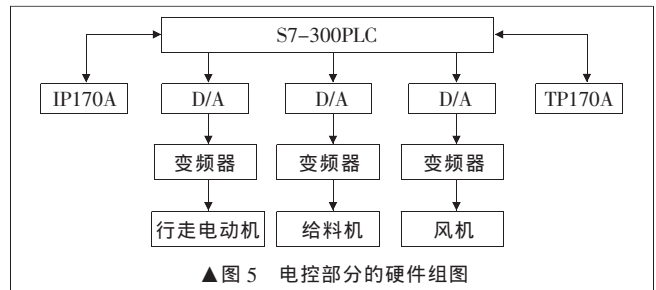 S7-300PLC
IP170A D/A D/A D/A TP170A
变频器 变频器 变频器
行走电动机 给料机 风机
▲图 5 电控部分的硬件组图